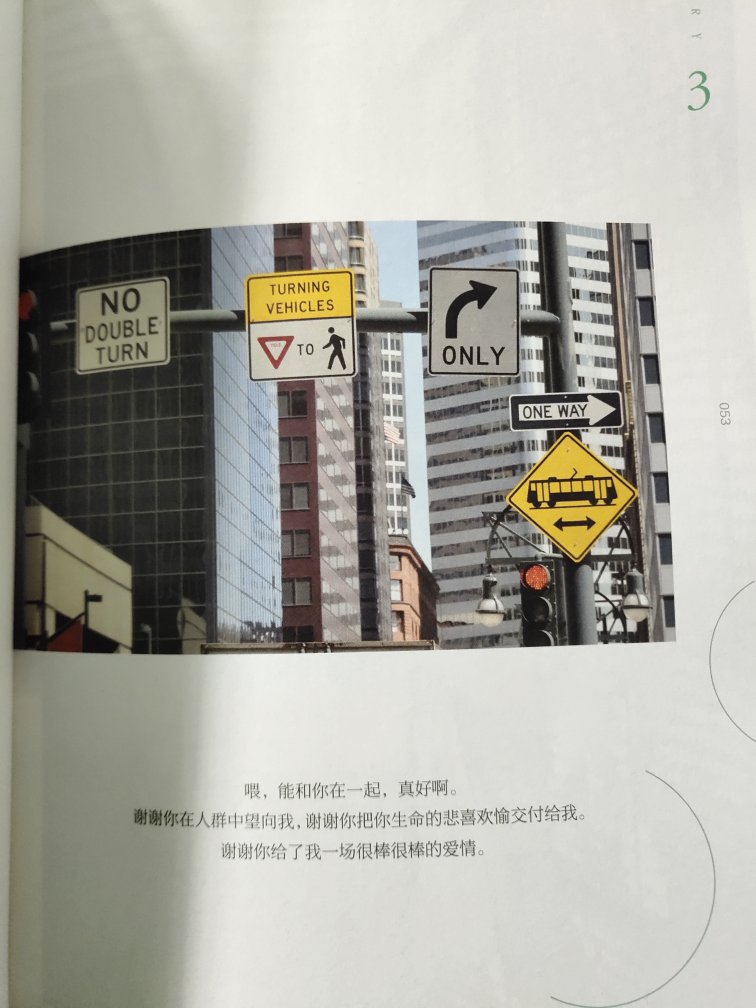 R Y
3
NO
DOUBLE
TURN
TURNING
VEHICLES
YIELD
TO
ONLY
ONE WAY
053
喂，能和你在一起，真好啊。
谢谢你在人群中望向我，谢谢你把你生命的悲喜欢愉交付给我。
谢谢你给了我一场很棒很棒的爱情。